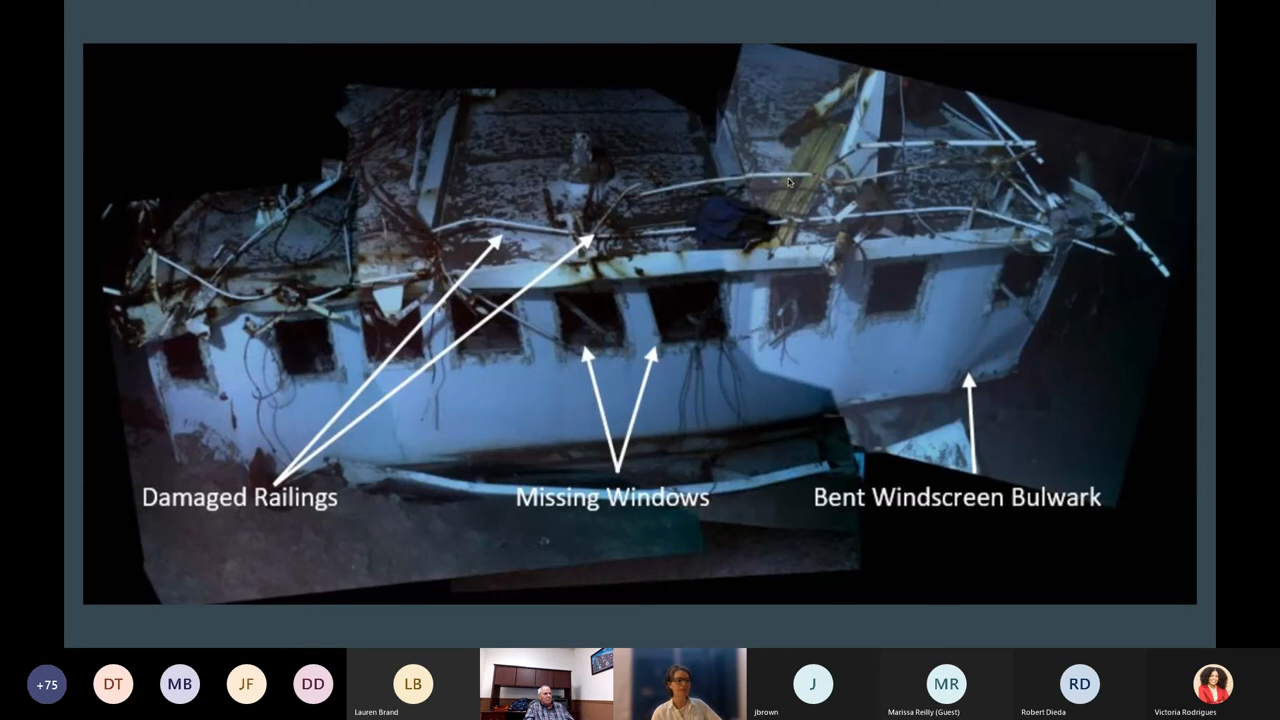 Damaged Railings
Missing Windows
Bent Windscreen Bulwark
+75
DT
MB
JF
DD
LB
J
MR
RD
Lauren Brand
jbrown
Marissa Reilly (Guest)
Robert Dieda
Victoria Rodrigues